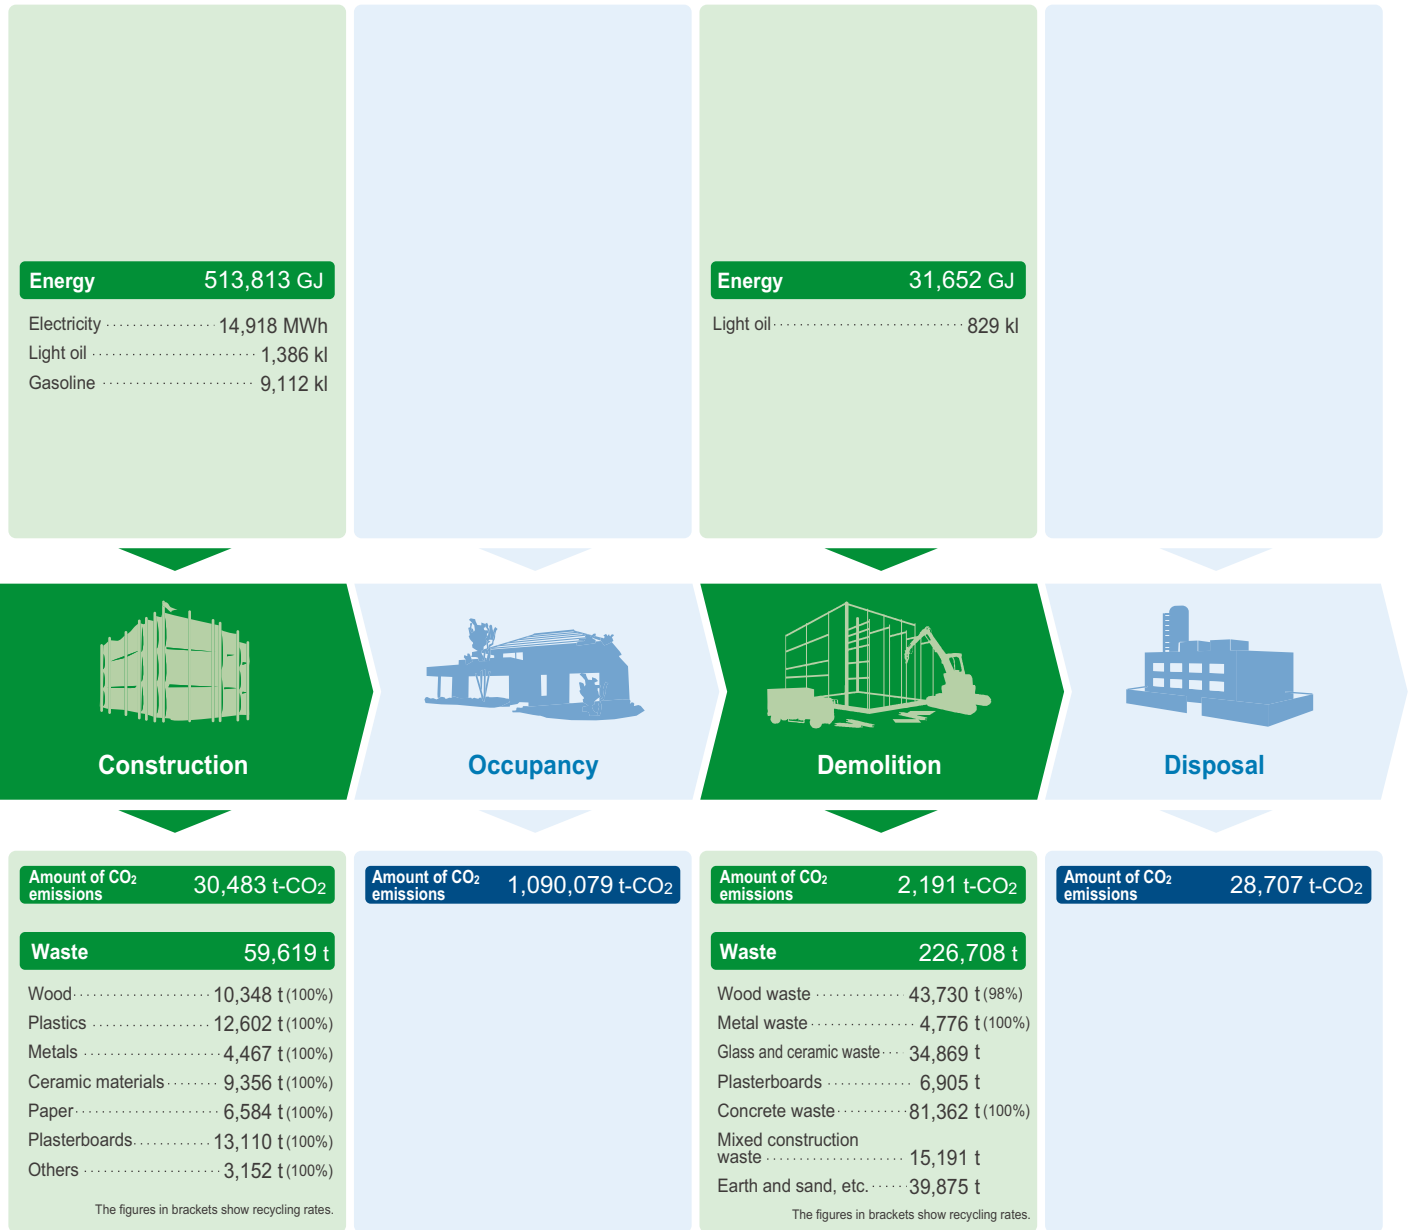 Energy 513,813 GJ
Electricity 14,918 MWh
Light oil 1,386 kl
Gasoline 9,112 kl
Energy 31,652 GJ
Light oil 829 kl
Construction
Occupancy
Demolition
Disposal
Amount of CO2
emissions 30,483 t-CO2
Waste 59,619 t
Wood 10,348 t (100%)
Plastics 12,602 t (100%)
Metals 4,467 t (100%)
Ceramic materials 9,356 t (100%)
Paper 6,584 t (100%)
Plasterboards 13,110 t (100%)
Others 3,152 t (100%)
The figures in brackets show recycling rates.
Amount of CO2
emissions 1,090,079 t-CO2
Amount of CO2
emissions 2,191 t-CO2
Waste 226,708 t
Wood waste 43,730 t (98%)
Metal waste 4,776 t (100%)
Glass and ceramic waste 34,869 t
Plasterboards 6,905 t
Concrete waste 81,362 t (100%)
Mixed construction
waste 15,191 t
Earth and sand, etc. 39,875 t
The figures in brackets show recycling rates.
Amount of CO2
emissions 28,707 t-CO2